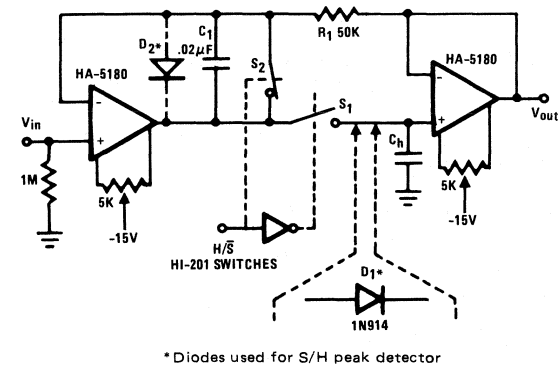 D2*
C1
.02µF
S2
R1 50K
HA-5180
HA-5180
S1
-
+
-
+
Vin
Vout
1M
5K
-15V
Ch
5K
-15V
H/S̅
HI-201 SWITCHES
D1*
1N914
*Diodes used for S/H peak detector